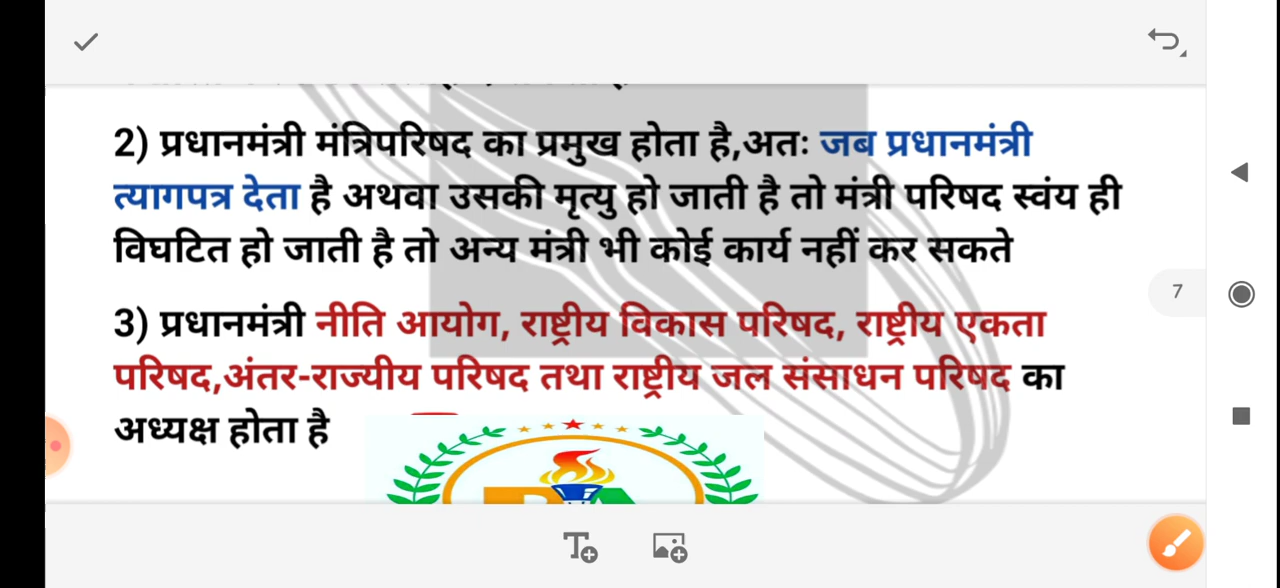 2) प्रधानमंत्री मंत्रिपरिषद का प्रमुख होता है,अतः जब प्रधानमंत्री
त्यागपत्र देता है अथवा उसकी मृत्यु हो जाती है तो मंत्री परिषद स्वंय ही
विघटित हो जाती है तो अन्य मंत्री भी कोई कार्य नहीं कर सकते
3) प्रधानमंत्री नीति आयोग, राष्ट्रीय विकास परिषद, राष्ट्रीय एकता
परिषद,अंतर-राज्यीय परिषद तथा राष्ट्रीय जल संसाधन परिषद का
अध्यक्ष होता है
7